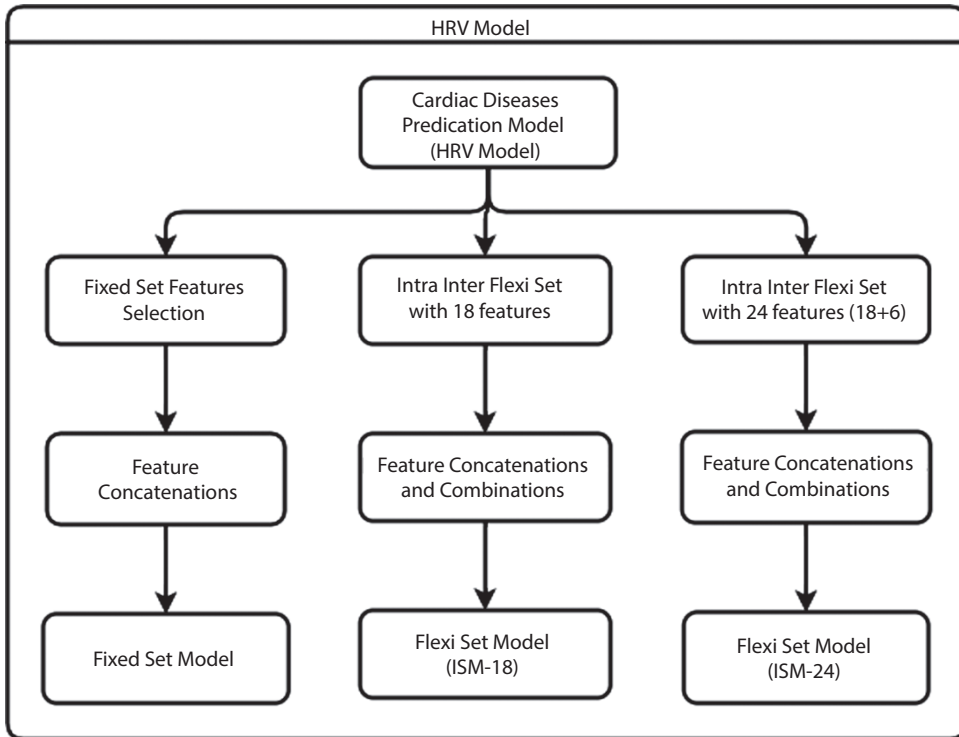 HRV Model
Cardiac Diseases
Predication Model
(HRV Model)
Fixed Set Features
Selection
Intra Inter Flexi Set
with 18 features
Intra Inter Flexi Set
with 24 features (18+6)
Feature
Concatenations
Feature Concatenations
and Combinations
Feature Concatenations
and Combinations
Fixed Set Model
Flexi Set Model
(ISM-18)
Flexi Set Model
(ISM-24)